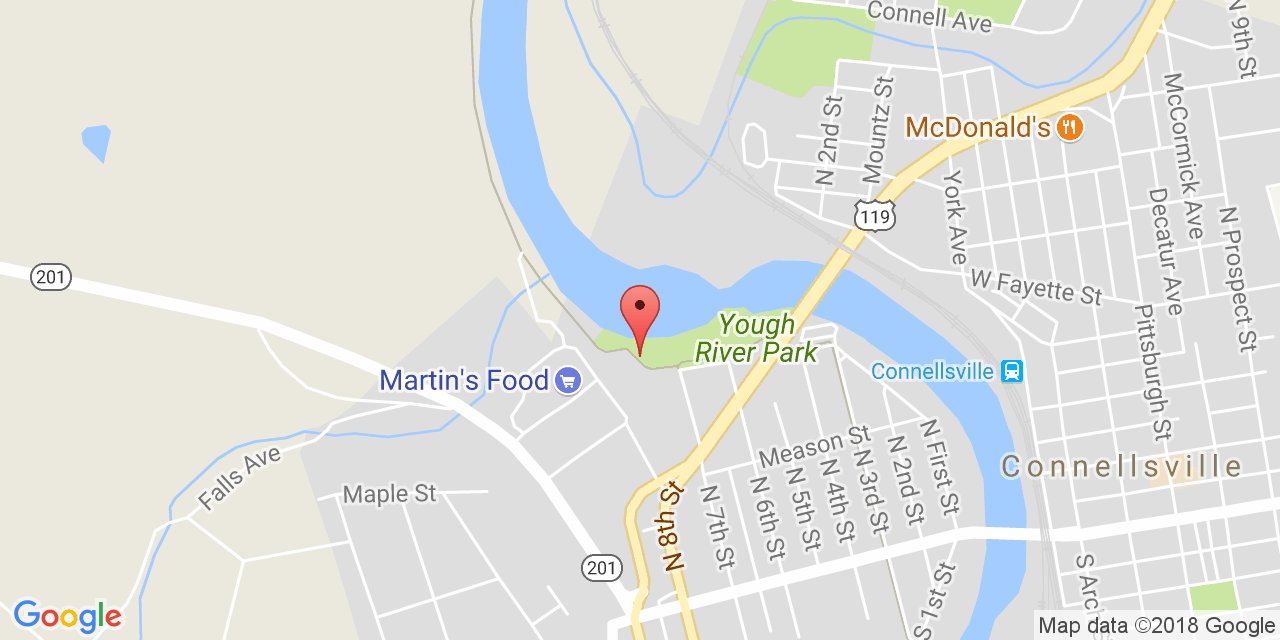 Connell Ave
N 9th St
McDonald's
N 2nd St
Mountz St
McCormick Ave
119
York Ave
Decatur Ave
N Prospect St
201
W Fayette St
Pittsburgh St
Yough
River Park
Connellsville
Martin's Food
Measom St
N First St
N 2nd St
N 3rd St
N 4th St
N 5th St
N 6th St
N 7th St
N 8th St
Connellsville
Falls Ave
Maple St
201
S 1st St
Google
Map data ©2018 Google